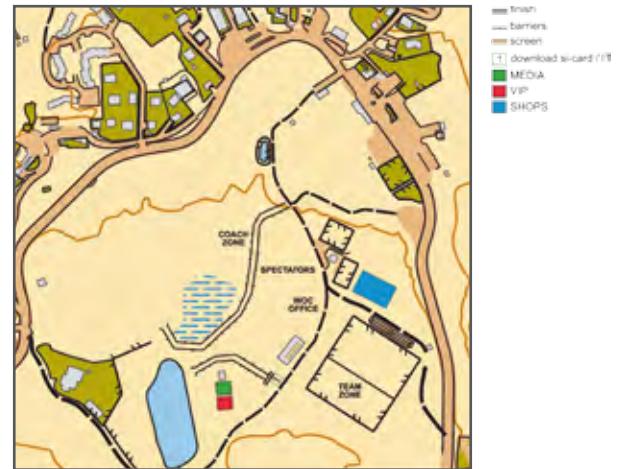 finish
barriers
screen
download si-card
MEDIA
VIP
SHOPS
COACH
ZONE
SPECTATORS
WOC
OFFICE
TEAM
ZONE